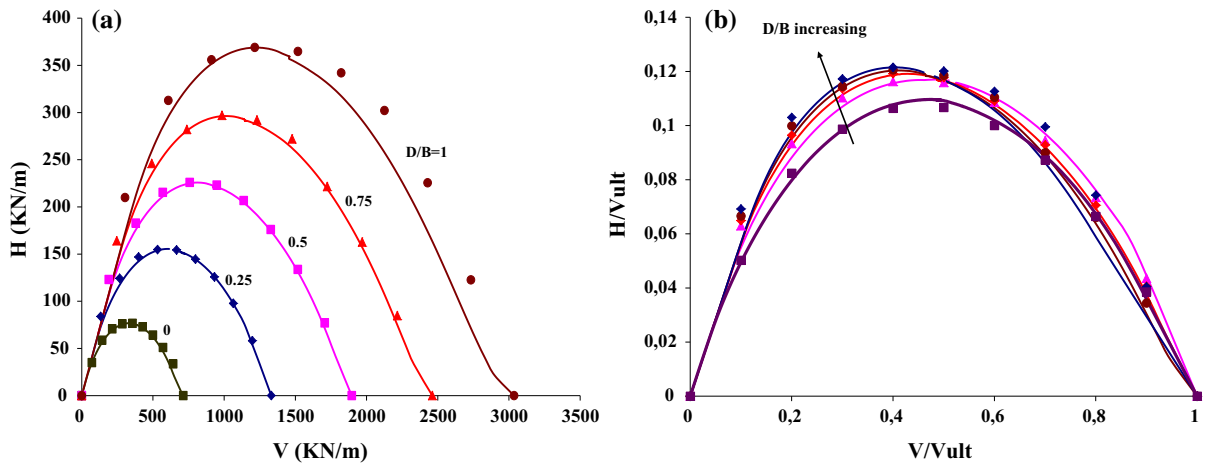 (a)
400
350
300
250
200
150
100
50
0
H (KN/m)
D/B=1
0.75
0.5
0.25
0
0 500 1000 1500 2000 2500 3000 3500
V (KN/m)
(b)
0,14
0,12
0,1
0,08
0,06
0,04
0,02
0
H/Vult
D/B increasing
0 0,2 0,4 0,6 0,8 1
V/Vult